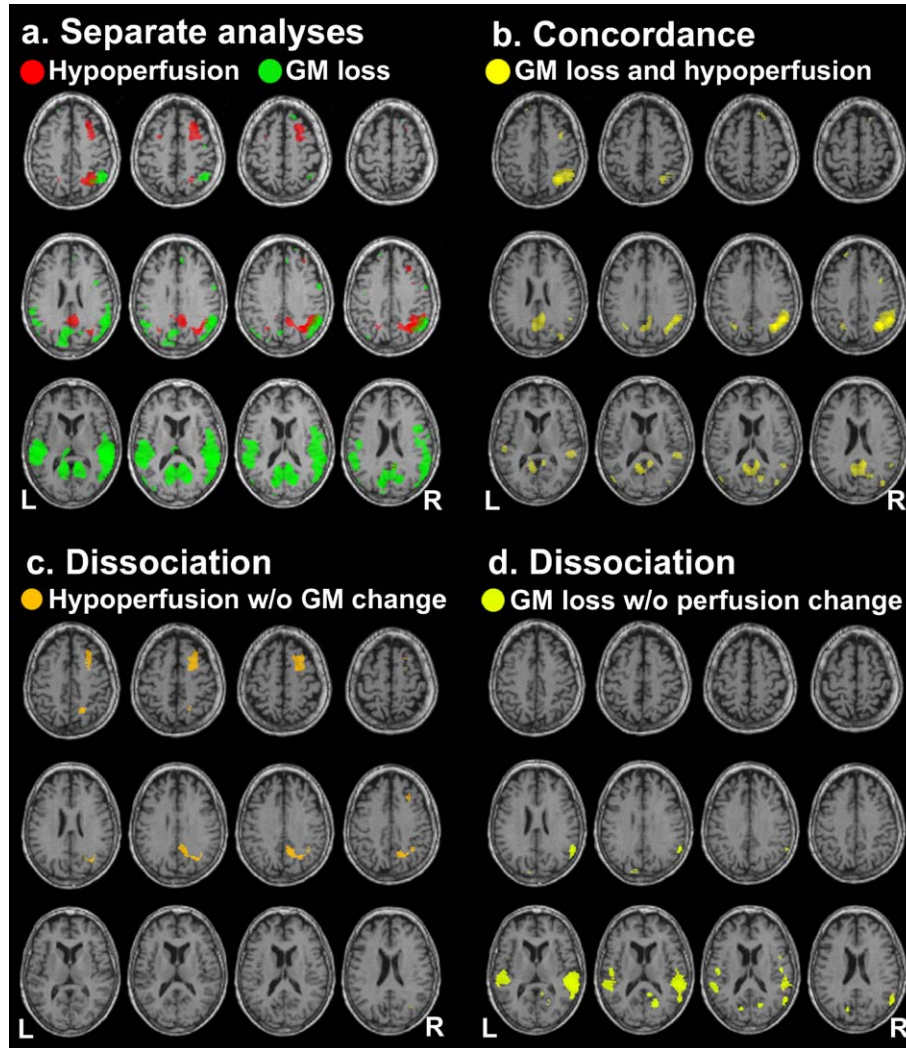 a. Separate analyses
Hypoperfusion GM loss
L R
b. Concordance
GM loss and hypoperfusion
L R
c. Dissociation
Hypoperfusion w/o GM change
L R
d. Dissociation
GM loss w/o perfusion change
L R